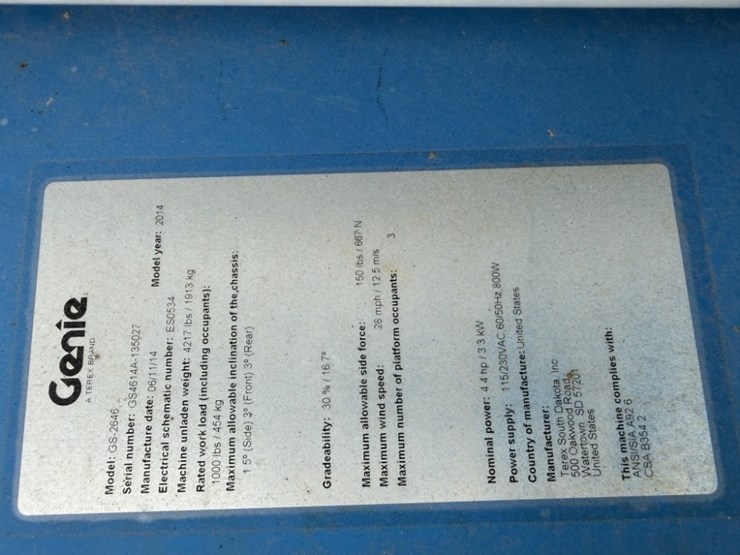 Genie
A TEREX BRAND
Model: GS-2646
Serial number: GS4614A-135027
Manufacture date: 06/11/14 Model year: 2014
Electrical schematic number: ES0534
Machine unladen weight: 4217 lbs / 1913 kg
Rated work load (including occupants):
1000 lbs / 454 kg
Maximum allowable inclination of the chassis:
1.5° (Side) 3° (Front) 3° (Rear)
Gradeability: 30 % / 16.7°
Maximum allowable side force: 150 lbs / 667 N
Maximum wind speed: 28 mph / 12.5 m/s
Maximum number of platform occupants: 3
Nominal power: 4.4 hp / 3.3 kW
Power supply: 115/230VAC,60/50Hz,800W
Country of manufacture: United States
Manufacturer:
Terex South Dakota, Inc
500 Oakwood Road
Watertown SD 57201
United States
This machine complies with:
ANSI/SIA A92.6
CSA B354.2